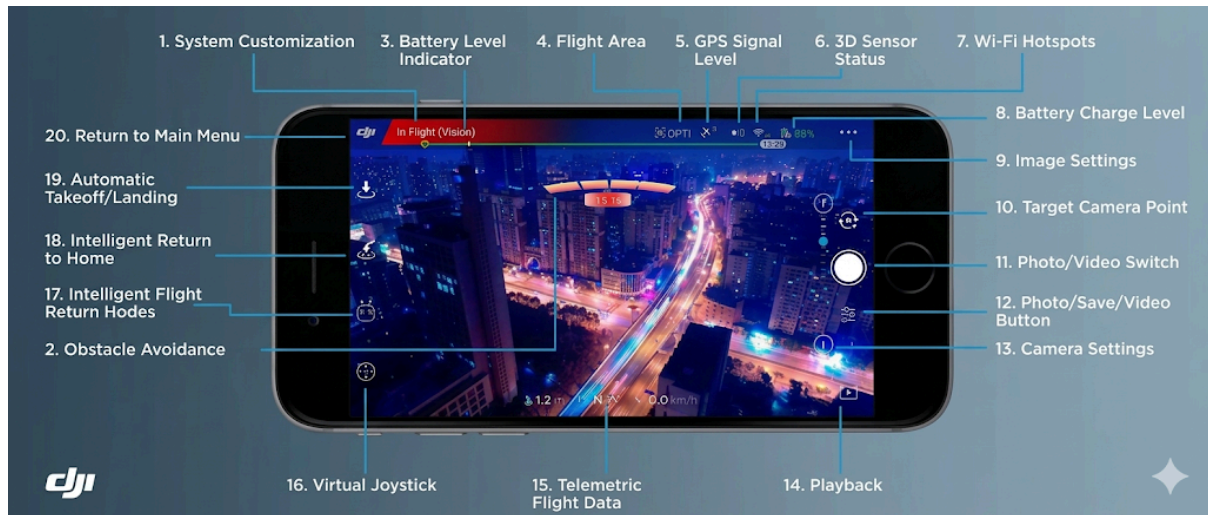 1. System Customization
3. Battery Level
Indicator
4. Flight Area
5. GPS Signal
Level
6. 3D Sensor
Status
7. Wi-Fi Hotspots
8. Battery Charge Level
9. Image Settings
10. Target Camera Point
11. Photo/Video Switch
12. Photo/Save/Video
Button
13. Camera Settings
20. Return to Main Menu
19. Automatic
Takeoff/Landing
18. Intelligent Return
to Home
17. Intelligent Flight
Return Hodes
2. Obstacle Avoidance
dji
In Flight (Vision)
OPTI
88%
13:29
15 15
F
1.2
N
0.0 km/h
16. Virtual Joystick
15. Telemetric
Flight Data
14. Playback
dji